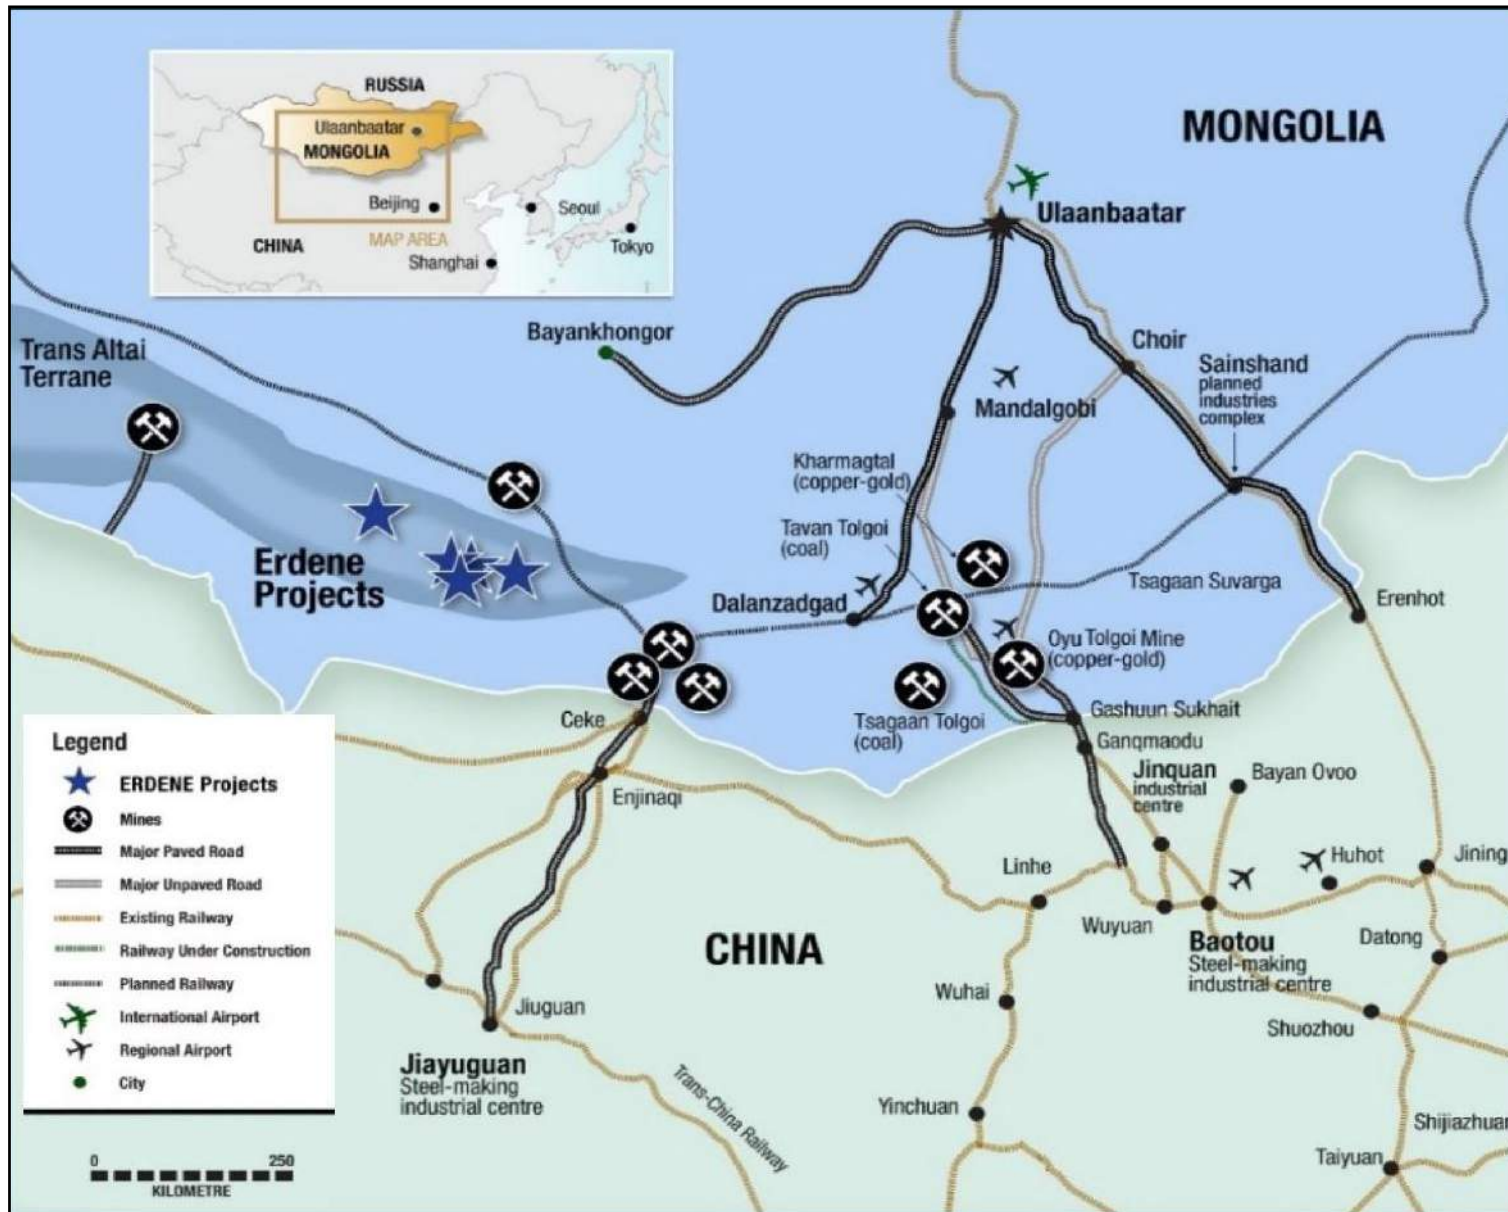 RUSSIA
Ulaanbaatar
MONGOLIA
Beijing
Seoul
MAP AREA
CHINA
Tokyo
Shanghai
MONGOLIA
Ulaanbaatar
Bayankhongor
Trans Altai
Terrane
Choir
Sainshand
planned
industries
complex
Mandalgobi
Kharmagtal
(copper-gold)
Tavan Tolgoi
(coal)
Erdene
Projects
Dalanzadgad
Tsagaan Suvarga
Erenhot
Oyu Tolgoi Mine
(copper-gold)
Tsagaan Tolgoi
(coal)
Gashuun Sukhait
Ceke
Ganqmaodu
Jinquan
industrial
centre
Bayan Ovoo
Enjinaqi
Linhe
Huhot
Jining
Wuyuan
Baotou
Steel-making
industrial centre
Datong
CHINA
Wuhai
Shuozhou
Jiuguan
Jiayuguan
Steel-making
industrial centre
Trans-China Railway
Yinchuan
Shijiazhuan
Taiyuan
Legend
ERDENE Projects
Mines
Major Paved Road
Major Unpaved Road
Existing Railway
Railway Under Construction
Planned Railway
International Airport
Regional Airport
City
0 250
KILOMETRE